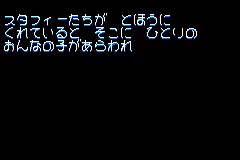 スタフィーたちが　とほうに
くれていると　そこに　ひとりの
おんなの子があらわれ